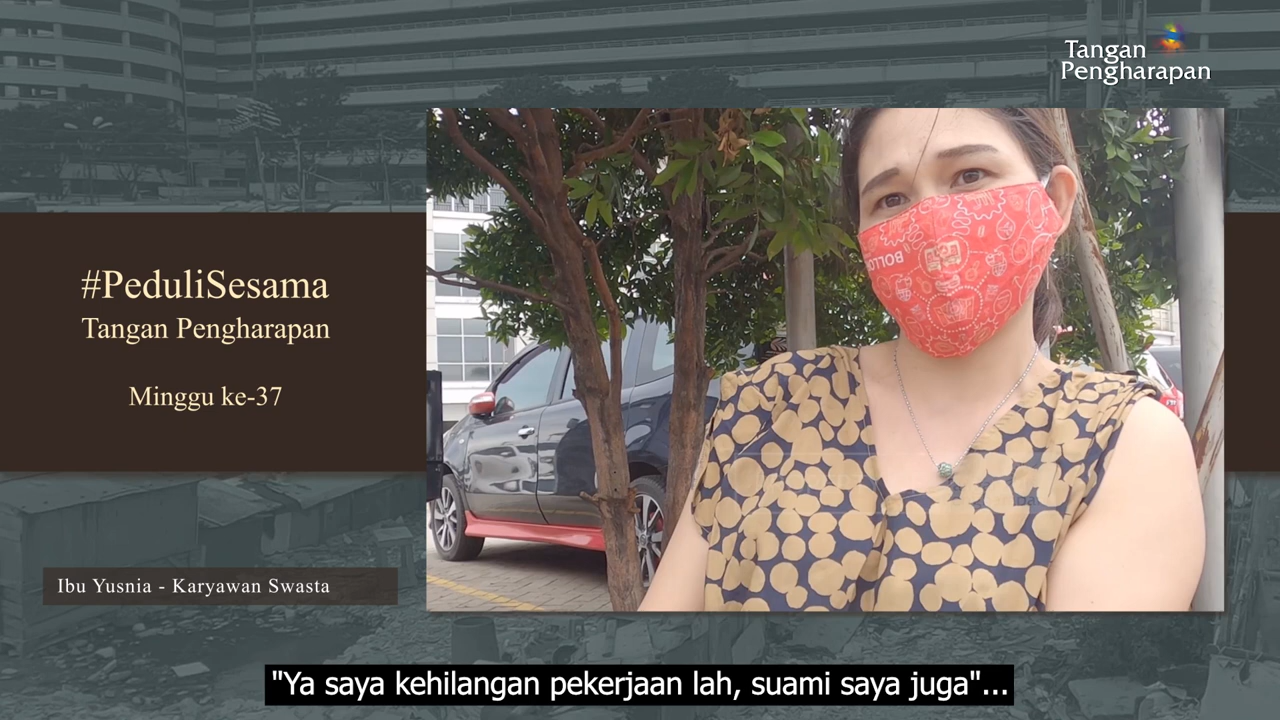 Tangan
Pengharapan
#PeduliSesama
Tangan Pengharapan
Minggu ke-37
Ibu Yusnia - Karyawan Swasta
"Ya saya kehilangan pekerjaan lah, suami saya juga"...